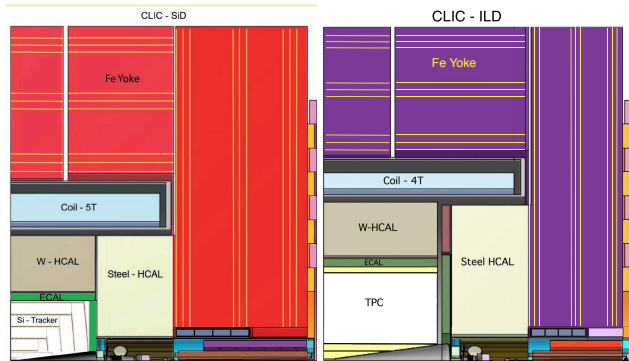 CLIC - SiD
Fe Yoke
Coil - 5T
W - HCAL
Steel - HCAL
ECAL
Si - Tracker
CLIC - ILD
Fe Yoke
Coil - 4T
W-HCAL
ECAL
Steel HCAL
TPC